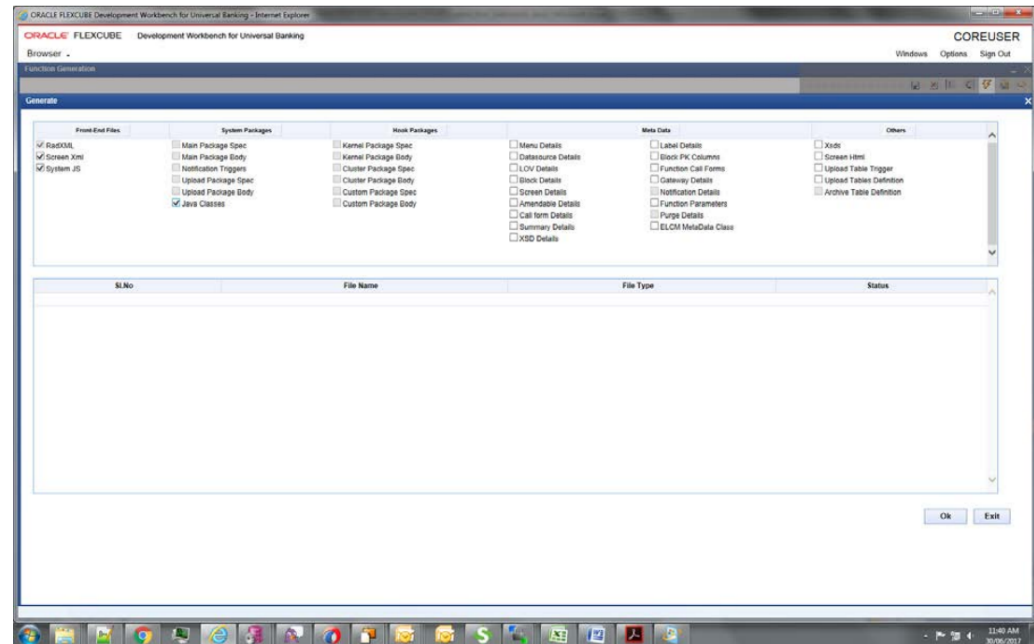 ORACLE FLEXCUBE Development Workbench for Universal Banking - Internet Explorer
ORACLE FLEXCUBE Development Workbench for Universal Banking
COREUSER
Browser
Windows Options Sign Out
Function Generation
Generate
Front-End Files System Packages Hook Packages Meta Data Others
RadXML Main Package Spec Kernel Package Spec Menu Details Label Details Xsds
Screen Xml Main Package Body Kernel Package Body Datasource Details Block PK Columns Screen Html
System JS Notification Triggers Cluster Package Spec LOV Details Function Call Forms Upload Table Trigger
Upload Package Spec Cluster Package Body Block Details Gateway Details Upload Tables Definition
Upload Package Body Custom Package Spec Screen Details Notification Details Archive Table Definition
Java Classes Custom Package Body Amendable Details Function Parameters
Call form Details Purge Details
Summary Details ELCM MetaData Class
XSD Details
Sl.No File Name File Type Status
Ok Exit
11:40 AM
30/06/2017